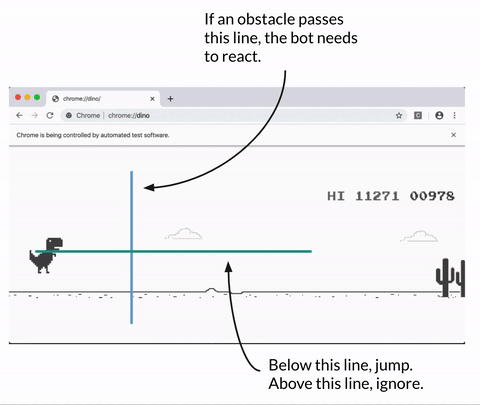 If an obstacle passes
this line, the bot needs
to react.
chrome://dino/
Chrome | chrome://dino
Chrome is being controlled by automated test software.
HI 11271 00978
Below this line, jump.
Above this line, ignore.